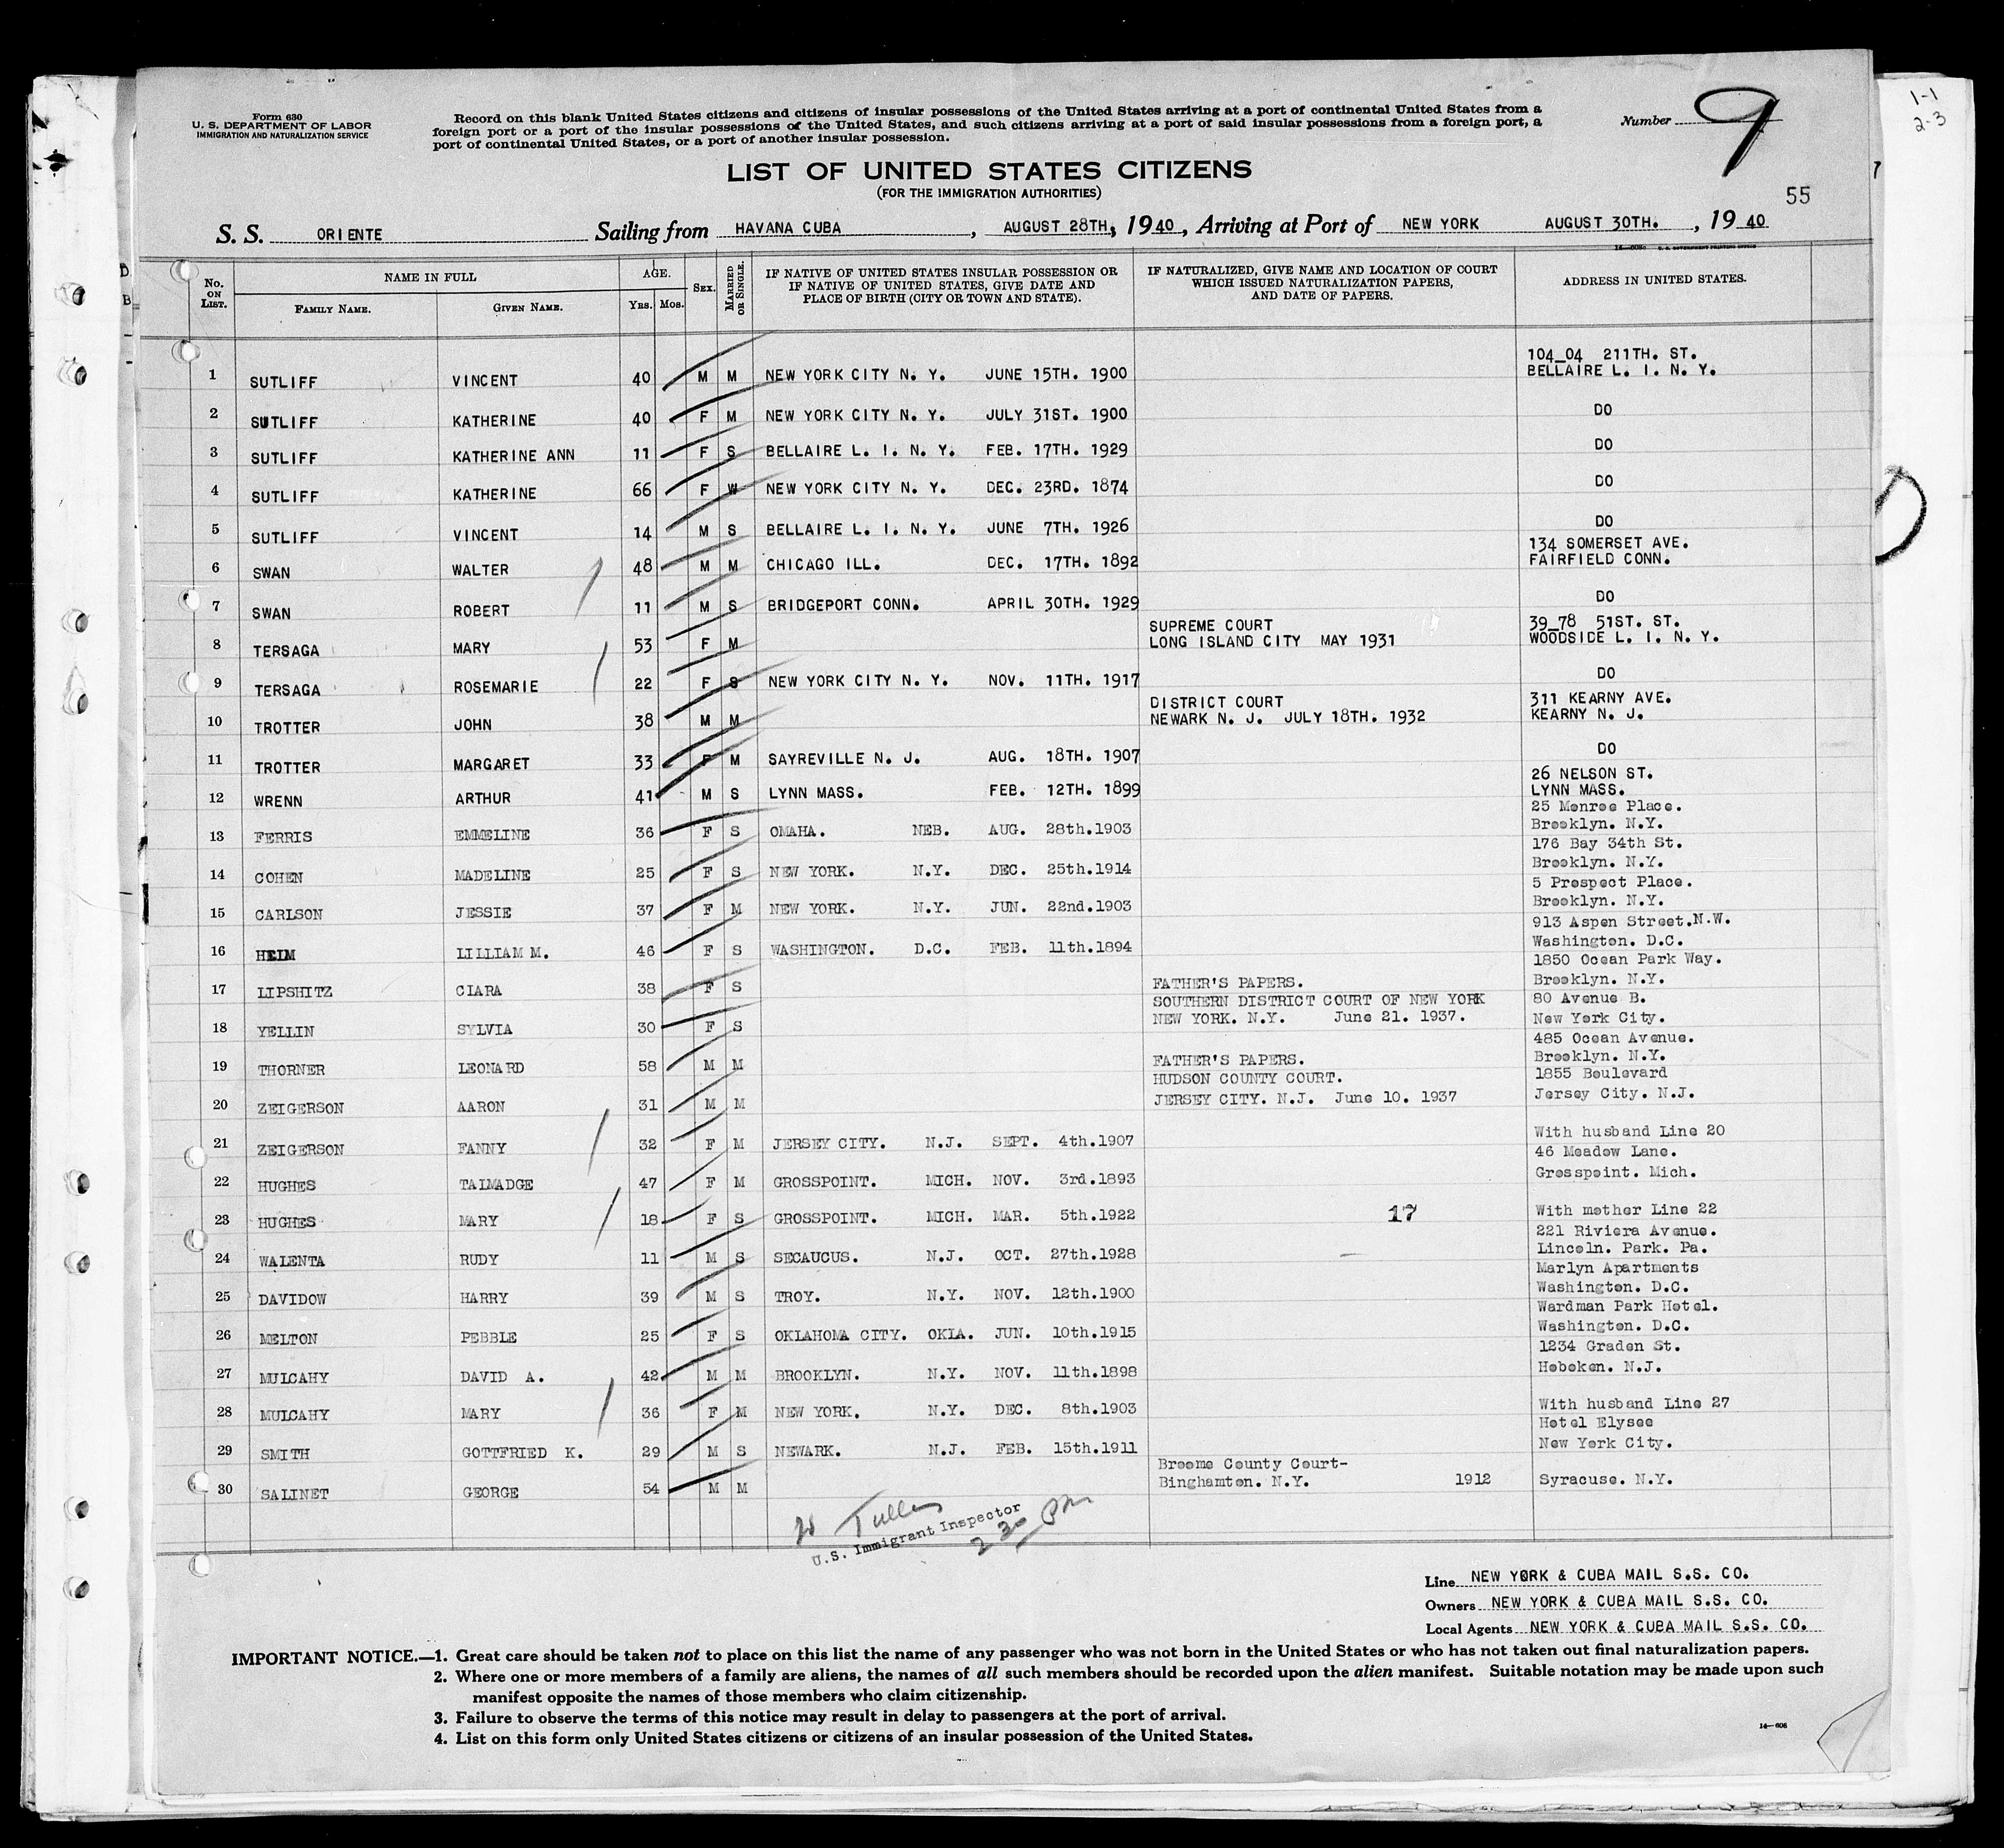 1-1
2-3
Form 630
U. S. DEPARTMENT OF LABOR
IMMIGRATION AND NATURALIZATION SERVICE
Record on this blank United States citizens and citizens of insular possessions of the United States arriving at a port of continental United States from a
foreign port or a port of the insular possessions of the United States, and such citizens arriving at a port of said insular possessions from a foreign port, a
port of continental United States, or a port of another insular possession.
Number 9
LIST OF UNITED STATES CITIZENS
(FOR THE IMMIGRATION AUTHORITIES)
55
S. S. ORIENTE Sailing from HAVANA CUBA , AUGUST 28TH, 1940, Arriving at Port of NEW YORK AUGUST 30TH. , 1940
No. ON LIST. NAME IN FULL FAMILY NAME. GIVEN NAME. AGE. YRS. MOS. SEX. MARRIED OR SINGLE. IF NATIVE OF UNITED STATES INSULAR POSSESSION OR IF NATIVE OF UNITED STATES, GIVE DATE AND PLACE OF BIRTH (CITY OR TOWN AND STATE). IF NATURALIZED, GIVE NAME AND LOCATION OF COURT WHICH ISSUED NATURALIZATION PAPERS, AND DATE OF PAPERS. ADDRESS IN UNITED STATES.
104_04 211TH. ST.
1 SUTLIFF VINCENT 40 M M NEW YORK CITY N. Y. JUNE 15TH. 1900 BELLAIRE L. I. N. Y.
2 SUTLIFF KATHERINE 40 F M NEW YORK CITY N. Y. JULY 31ST. 1900 DO
3 SUTLIFF KATHERINE ANN 11 F S BELLAIRE L. I. N. Y. FEB. 17TH. 1929 DO
4 SUTLIFF KATHERINE 66 F W NEW YORK CITY N. Y. DEC. 23RD. 1874 DO
5 SUTLIFF VINCENT 14 M S BELLAIRE L. I. N. Y. JUNE 7TH. 1926 DO
134 SOMERSET AVE.
6 SWAN WALTER 48 M M CHICAGO ILL. DEC. 17TH. 1892 FAIRFIELD CONN.
7 SWAN ROBERT 11 M S BRIDGEPORT CONN. APRIL 30TH. 1929 DO
SUPREME COURT 39_78 51ST. ST.
8 TERSAGA MARY 53 F M LONG ISLAND CITY MAY 1931 WOODSIDE L. I. N. Y.
9 TERSAGA ROSEMARIE 22 F S NEW YORK CITY N. Y. NOV. 11TH. 1917 DO
DISTRICT COURT 311 KEARNY AVE.
10 TROTTER JOHN 38 M M NEWARK N. J. JULY 18TH. 1932 KEARNY N. J.
11 TROTTER MARGARET 33 F M SAYREVILLE N. J. AUG. 18TH. 1907 DO
26 NELSON ST.
12 WRENN ARTHUR 41 M S LYNN MASS. FEB. 12TH. 1899 LYNN MASS.
25 Monroe Place.
13 FERRIS EMMELINE 36 F S OMAHA. NEB. AUG. 28th.1903 Brooklyn. N.Y.
176 Bay 34th St.
14 COHEN MADELINE 25 F S NEW YORK. N.Y. DEC. 25th.1914 Brooklyn. N.Y.
5 Prospect Place.
15 CARLSON JESSIE 37 F M NEW YORK. N.Y. JUN. 22nd.1903 Brooklyn. N.Y.
913 Aspen Street.N.W.
16 HEIM LILLIAM M. 46 F S WASHINGTON. D.C. FEB. 11th.1894 Washington. D.C.
1850 Ocean Park Way.
17 LIPSHITZ CLARA 38 F S FATHER'S PAPERS. Brooklyn. N.Y.
SOUTHERN DISTRICT COURT OF NEW YORK 80 Avenue B.
18 YELLIN SYLVIA 30 F S NEW YORK. N.Y. June 21. 1937. New York City.
485 Ocean Avenue.
19 THORNER LEONARD 58 M M FATHER'S PAPERS. Brooklyn. N.Y.
HUDSON COUNTY COURT. 1855 Boulevard
20 ZEIGERSON AARON 31 M M JERSEY CITY. N.J. June 10. 1937 Jersey City. N.J.
21 ZEIGERSON FANNY 32 F M JERSEY CITY. N.J. SEPT. 4th.1907 With husband Line 20
46 Meadow Lane.
22 HUGHES TALMADGE 47 F M GROSSPOINT. MICH. NOV. 3rd.1893 Grosspoint. Mich.
23 HUGHES MARY 18 F S GROSSPOINT. MICH. MAR. 5th.1922 17 With mother Line 22
221 Riviera Avenue.
24 WALENTA RUDY 11 M S SECAUCUS. N.J. OCT. 27th.1928 Lincoln. Park. Pa.
Marlyn Apartments
25 DAVIDOW HARRY 39 M S TROY. N.Y. NOV. 12th.1900 Washington. D.C.
Wardman Park Hotel.
26 MELTON PEBBLE 25 F S OKLAHOMA CITY. OKLA. JUN. 10th.1915 Washington. D.C.
1234 Graden St.
27 MULCAHY DAVID A. 42 M M BROOKLYN. N.Y. NOV. 11th.1898 Hoboken. N.J.
28 MULCAHY MARY 36 F M NEW YORK. N.Y. DEC. 8th.1903 With husband Line 27
Hotel Elysee
29 SMITH GOTTFRIED K. 29 M S NEWARK. N.J. FEB. 15th.1911 New York City.
Broome County Court-
30 SALINET GEORGE 54 M M Binghamton. N.Y. 1912 Syracuse. N.Y.
U.S. Immigrant Inspector
2 30 PM
Line NEW YORK & CUBA MAIL S.S. CO.
Owners NEW YORK & CUBA MAIL S.S. CO.
Local Agents NEW YORK & CUBA MAIL S.S. CO.
IMPORTANT NOTICE.—1. Great care should be taken not to place on this list the name of any passenger who was not born in the United States or who has not taken out final naturalization papers.
2. Where one or more members of a family are aliens, the names of all such members should be recorded upon the alien manifest. Suitable notation may be made upon such
manifest opposite the names of those members who claim citizenship.
3. Failure to observe the terms of this notice may result in delay to passengers at the port of arrival.
4. List on this form only United States citizens or citizens of an insular possession of the United States.
14—606